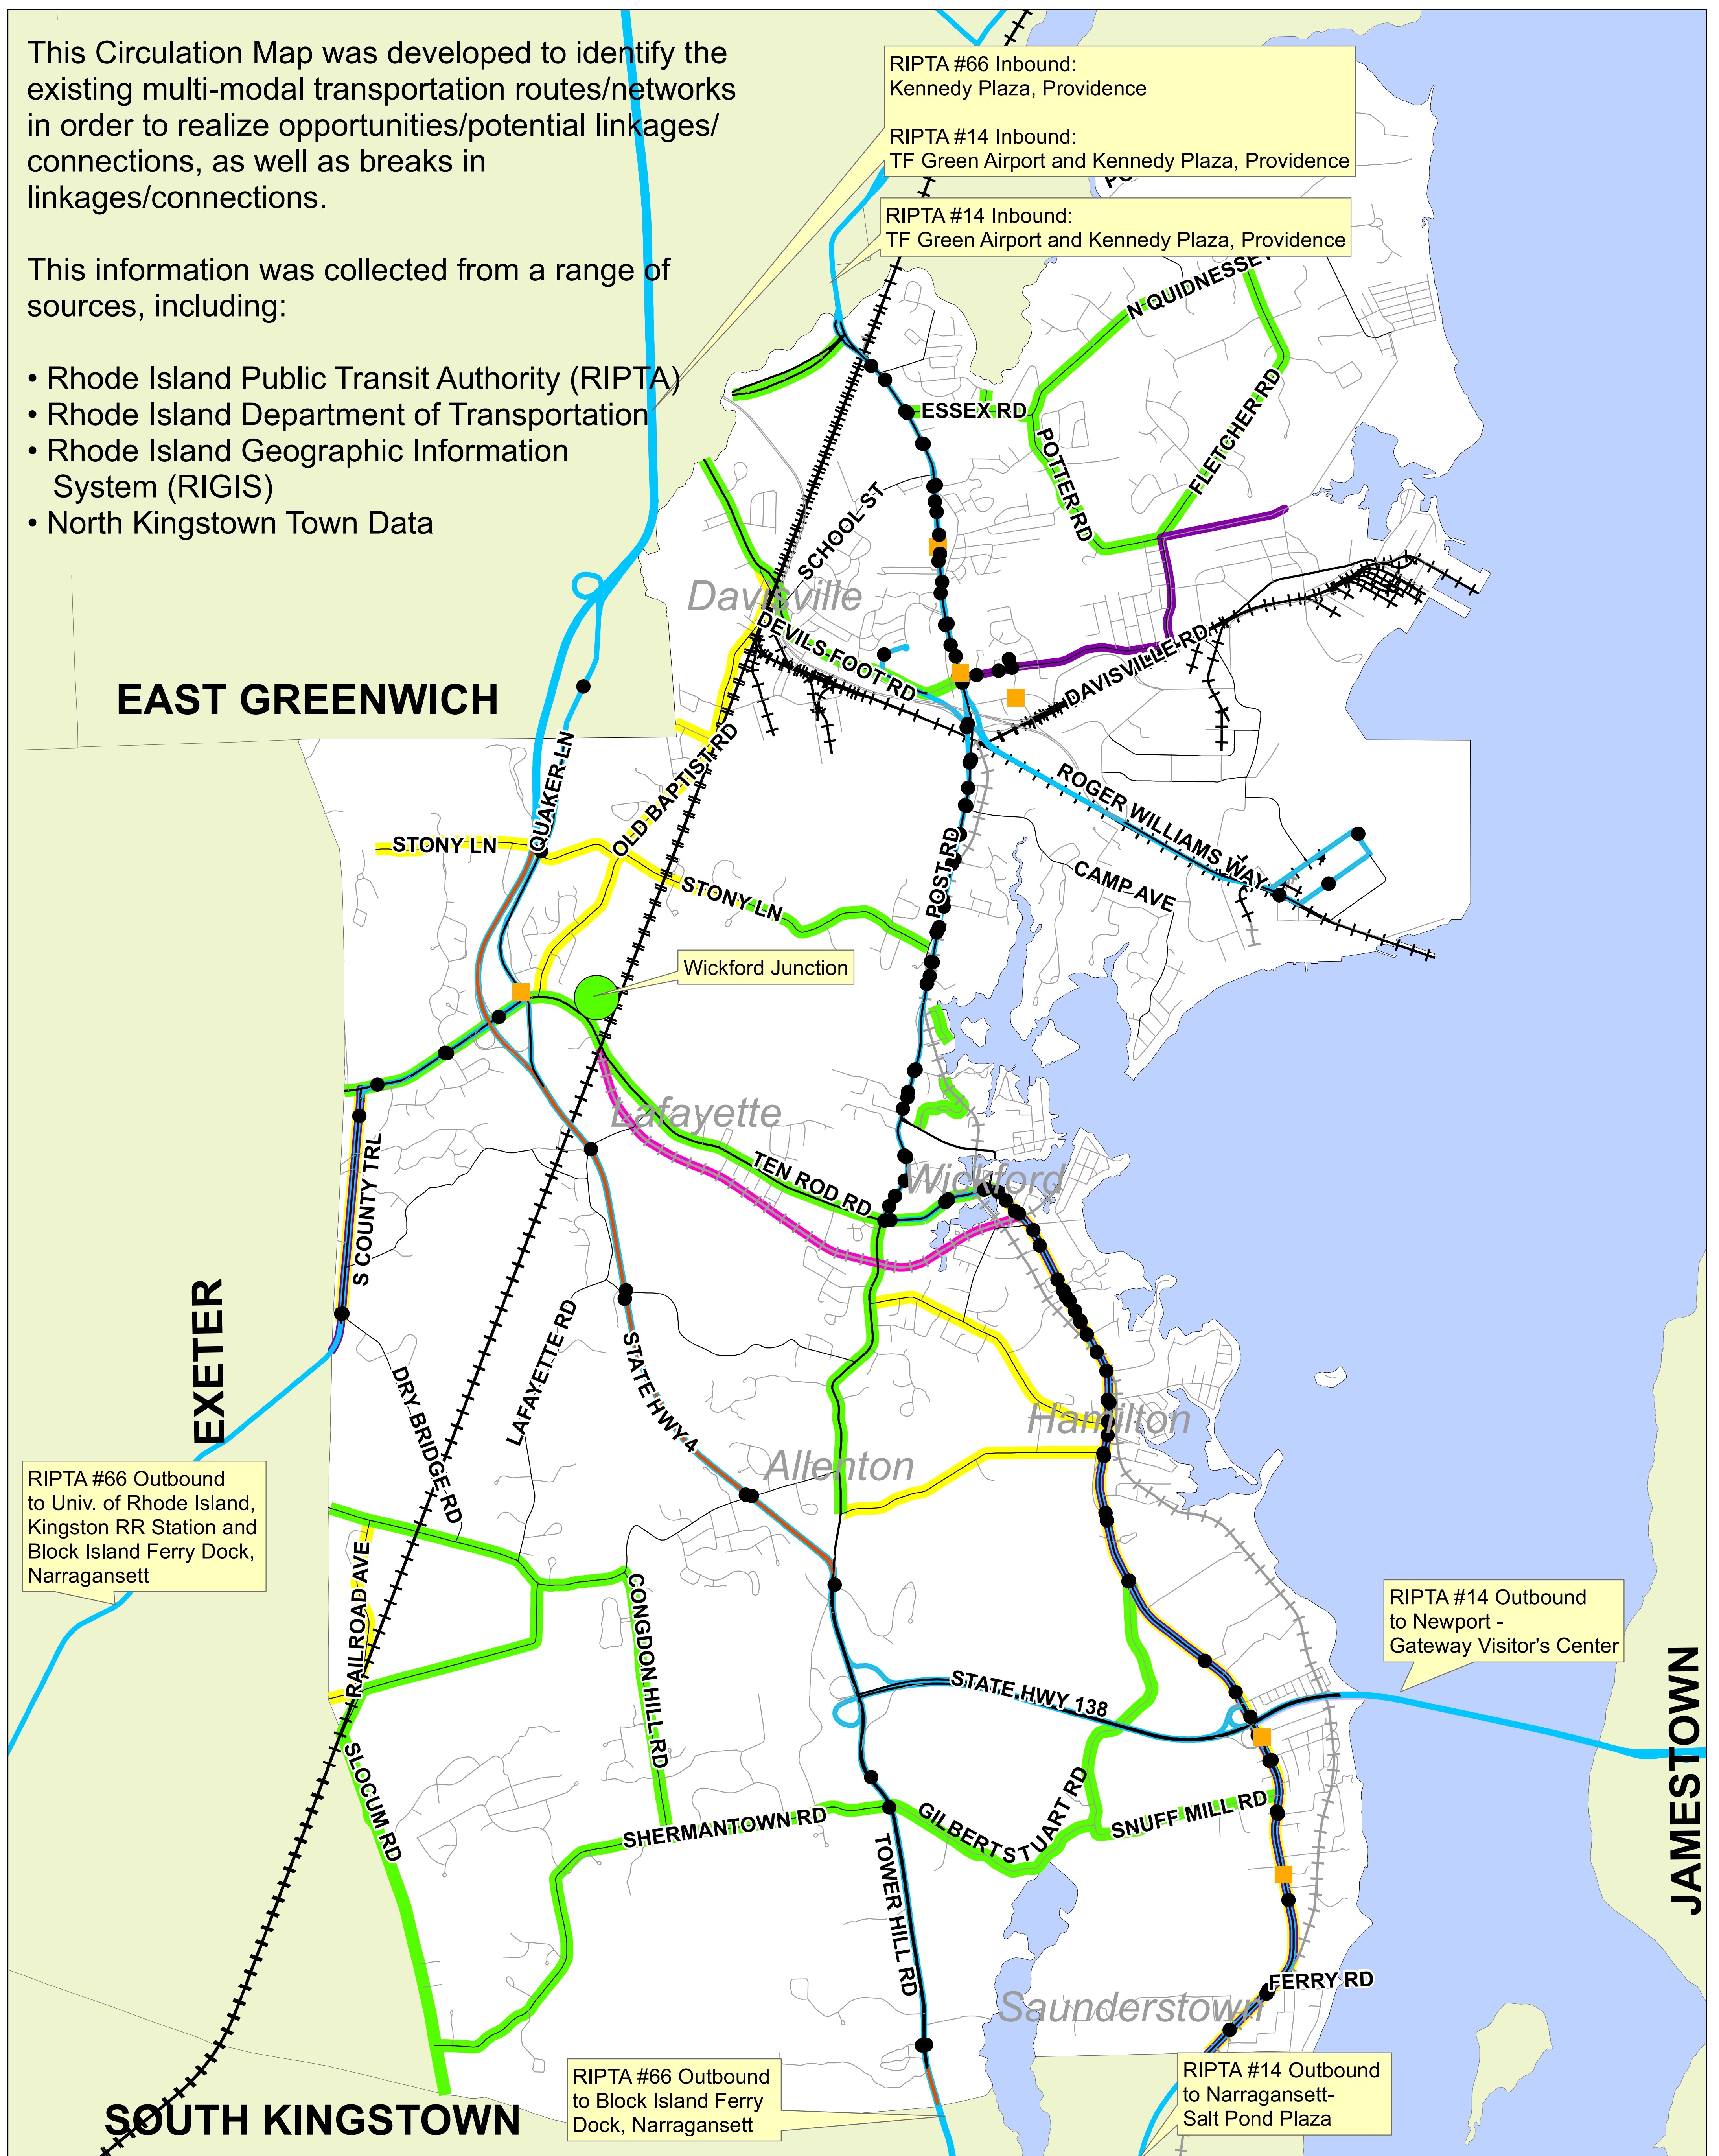 This Circulation Map was developed to identify the
existing multi-modal transportation routes/networks
in order to realize opportunities/potential linkages/
connections, as well as breaks in
linkages/connections.
This information was collected from a range of
sources, including:
• Rhode Island Public Transit Authority (RIPTA)
• Rhode Island Department of Transportation
• Rhode Island Geographic Information
System (RIGIS)
• North Kingstown Town Data
RIPTA #66 Inbound:
Kennedy Plaza, Providence
RIPTA #14 Inbound:
TF Green Airport and Kennedy Plaza, Providence
RIPTA #14 Inbound:
TF Green Airport and Kennedy Plaza, Providence
N QUIDNESSET
ESSEX RD
POTTER RD
FLETCHER RD
SCHOOL ST
Davisville
DEVILS FOOT RD
DAVISVILLE RD
EAST GREENWICH
QUAKER LN
OLD BAPTIST RD
ROGER WILLIAMS WAY
STONY LN
STONY LN
POST RD
CAMP AVE
Wickford Junction
Lafayette
S COUNTY TRL
TEN ROD RD
Wickford
EXETER
DRY BRIDGE RD
LAFAYETTE RD
STATE HWY 4
Hamilton
Allenton
RIPTA #66 Outbound
to Univ. of Rhode Island,
Kingston RR Station and
Block Island Ferry Dock,
Narragansett
RAILROAD AVE
CONGDON HILL RD
RIPTA #14 Outbound
to Newport -
Gateway Visitor's Center
STATE HWY 138
JAMESTOWN
SLOCUM RD
SHERMANTOWN RD
GILBERT STUART RD
SNUFF MILL RD
TOWER HILL RD
FERRY RD
Saunderstown
RIPTA #66 Outbound
to Block Island Ferry
Dock, Narragansett
RIPTA #14 Outbound
to Narragansett-
Salt Pond Plaza
SOUTH KINGSTOWN